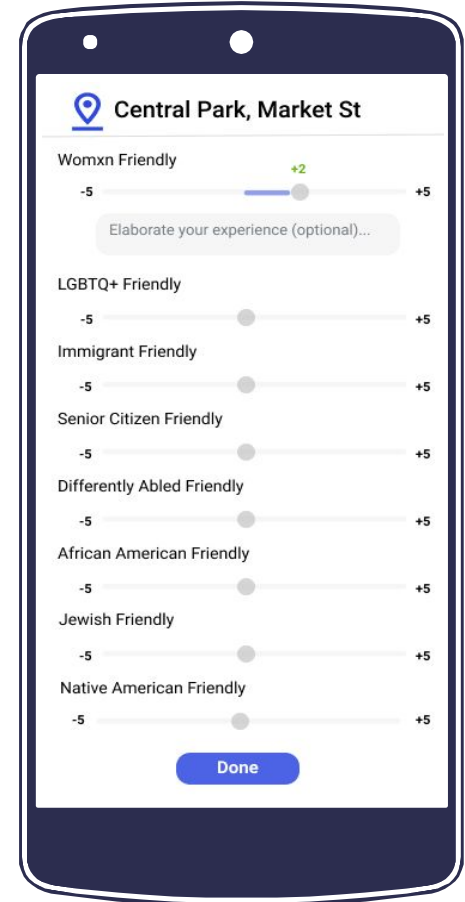 Central Park, Market St
Womxn Friendly
+2
-5 +5
Elaborate your experience (optional)...
LGBTQ+ Friendly
-5 +5
Immigrant Friendly
-5 +5
Senior Citizen Friendly
-5 +5
Differently Abled Friendly
-5 +5
African American Friendly
-5 +5
Jewish Friendly
-5 +5
Native American Friendly
-5 +5
Done